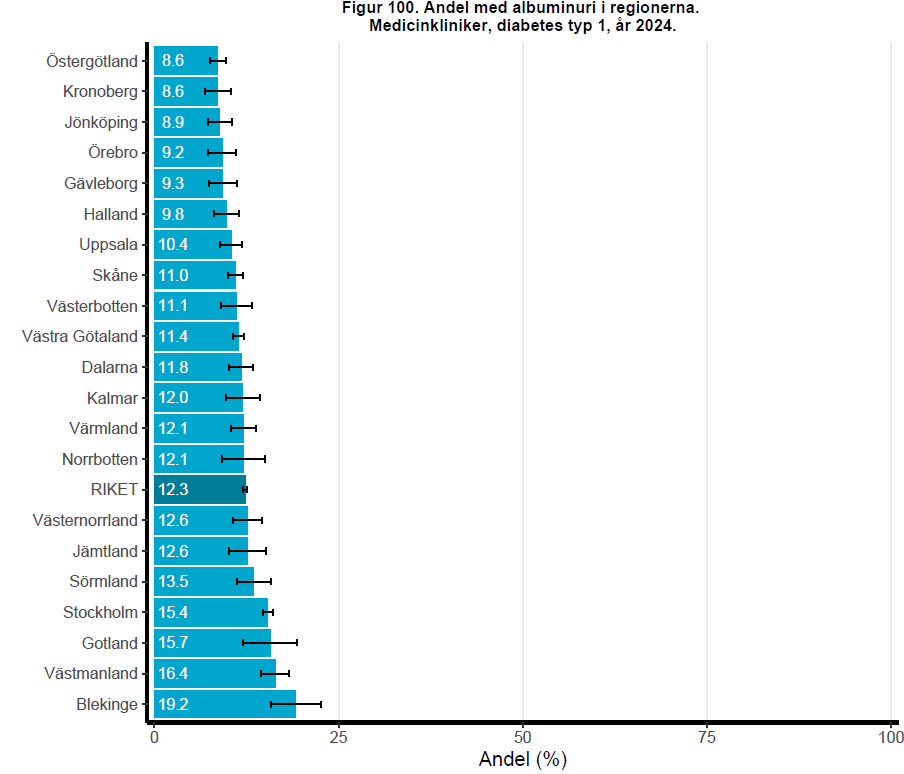 Figur 100. Andel med albuminuri i regionerna.
Medicinkliniker, diabetes typ 1, år 2024.
Östergötland 8.6
Kronoberg 8.6
Jönköping 8.9
Örebro 9.2
Gävleborg 9.3
Halland 9.8
Uppsala 10.4
Skåne 11.0
Västerbotten 11.1
Västra Götaland 11.4
Dalarna 11.8
Kalmar 12.0
Värmland 12.1
Norrbotten 12.1
RIKET 12.3
Västernorrland 12.6
Jämtland 12.6
Sörmland 13.5
Stockholm 15.4
Gotland 15.7
Västmanland 16.4
Blekinge 19.2
0 25 50 75 100
Andel (%)